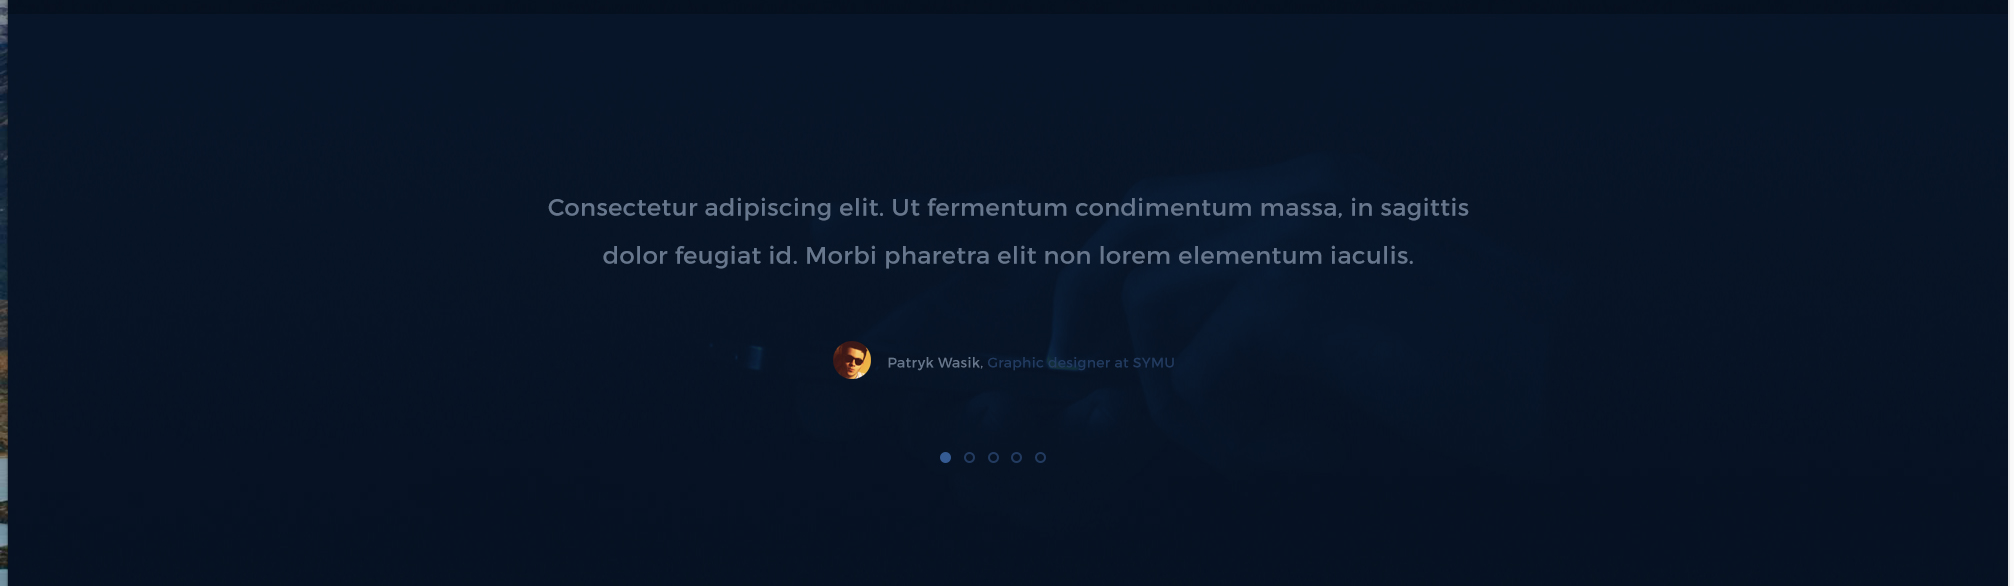 Consectetur adipiscing elit. Ut fermentum condimentum massa, in sagittis
dolor feugiat id. Morbi pharetra elit non lorem elementum iaculis.
Patryk Wasik, Graphic designer at SYMU